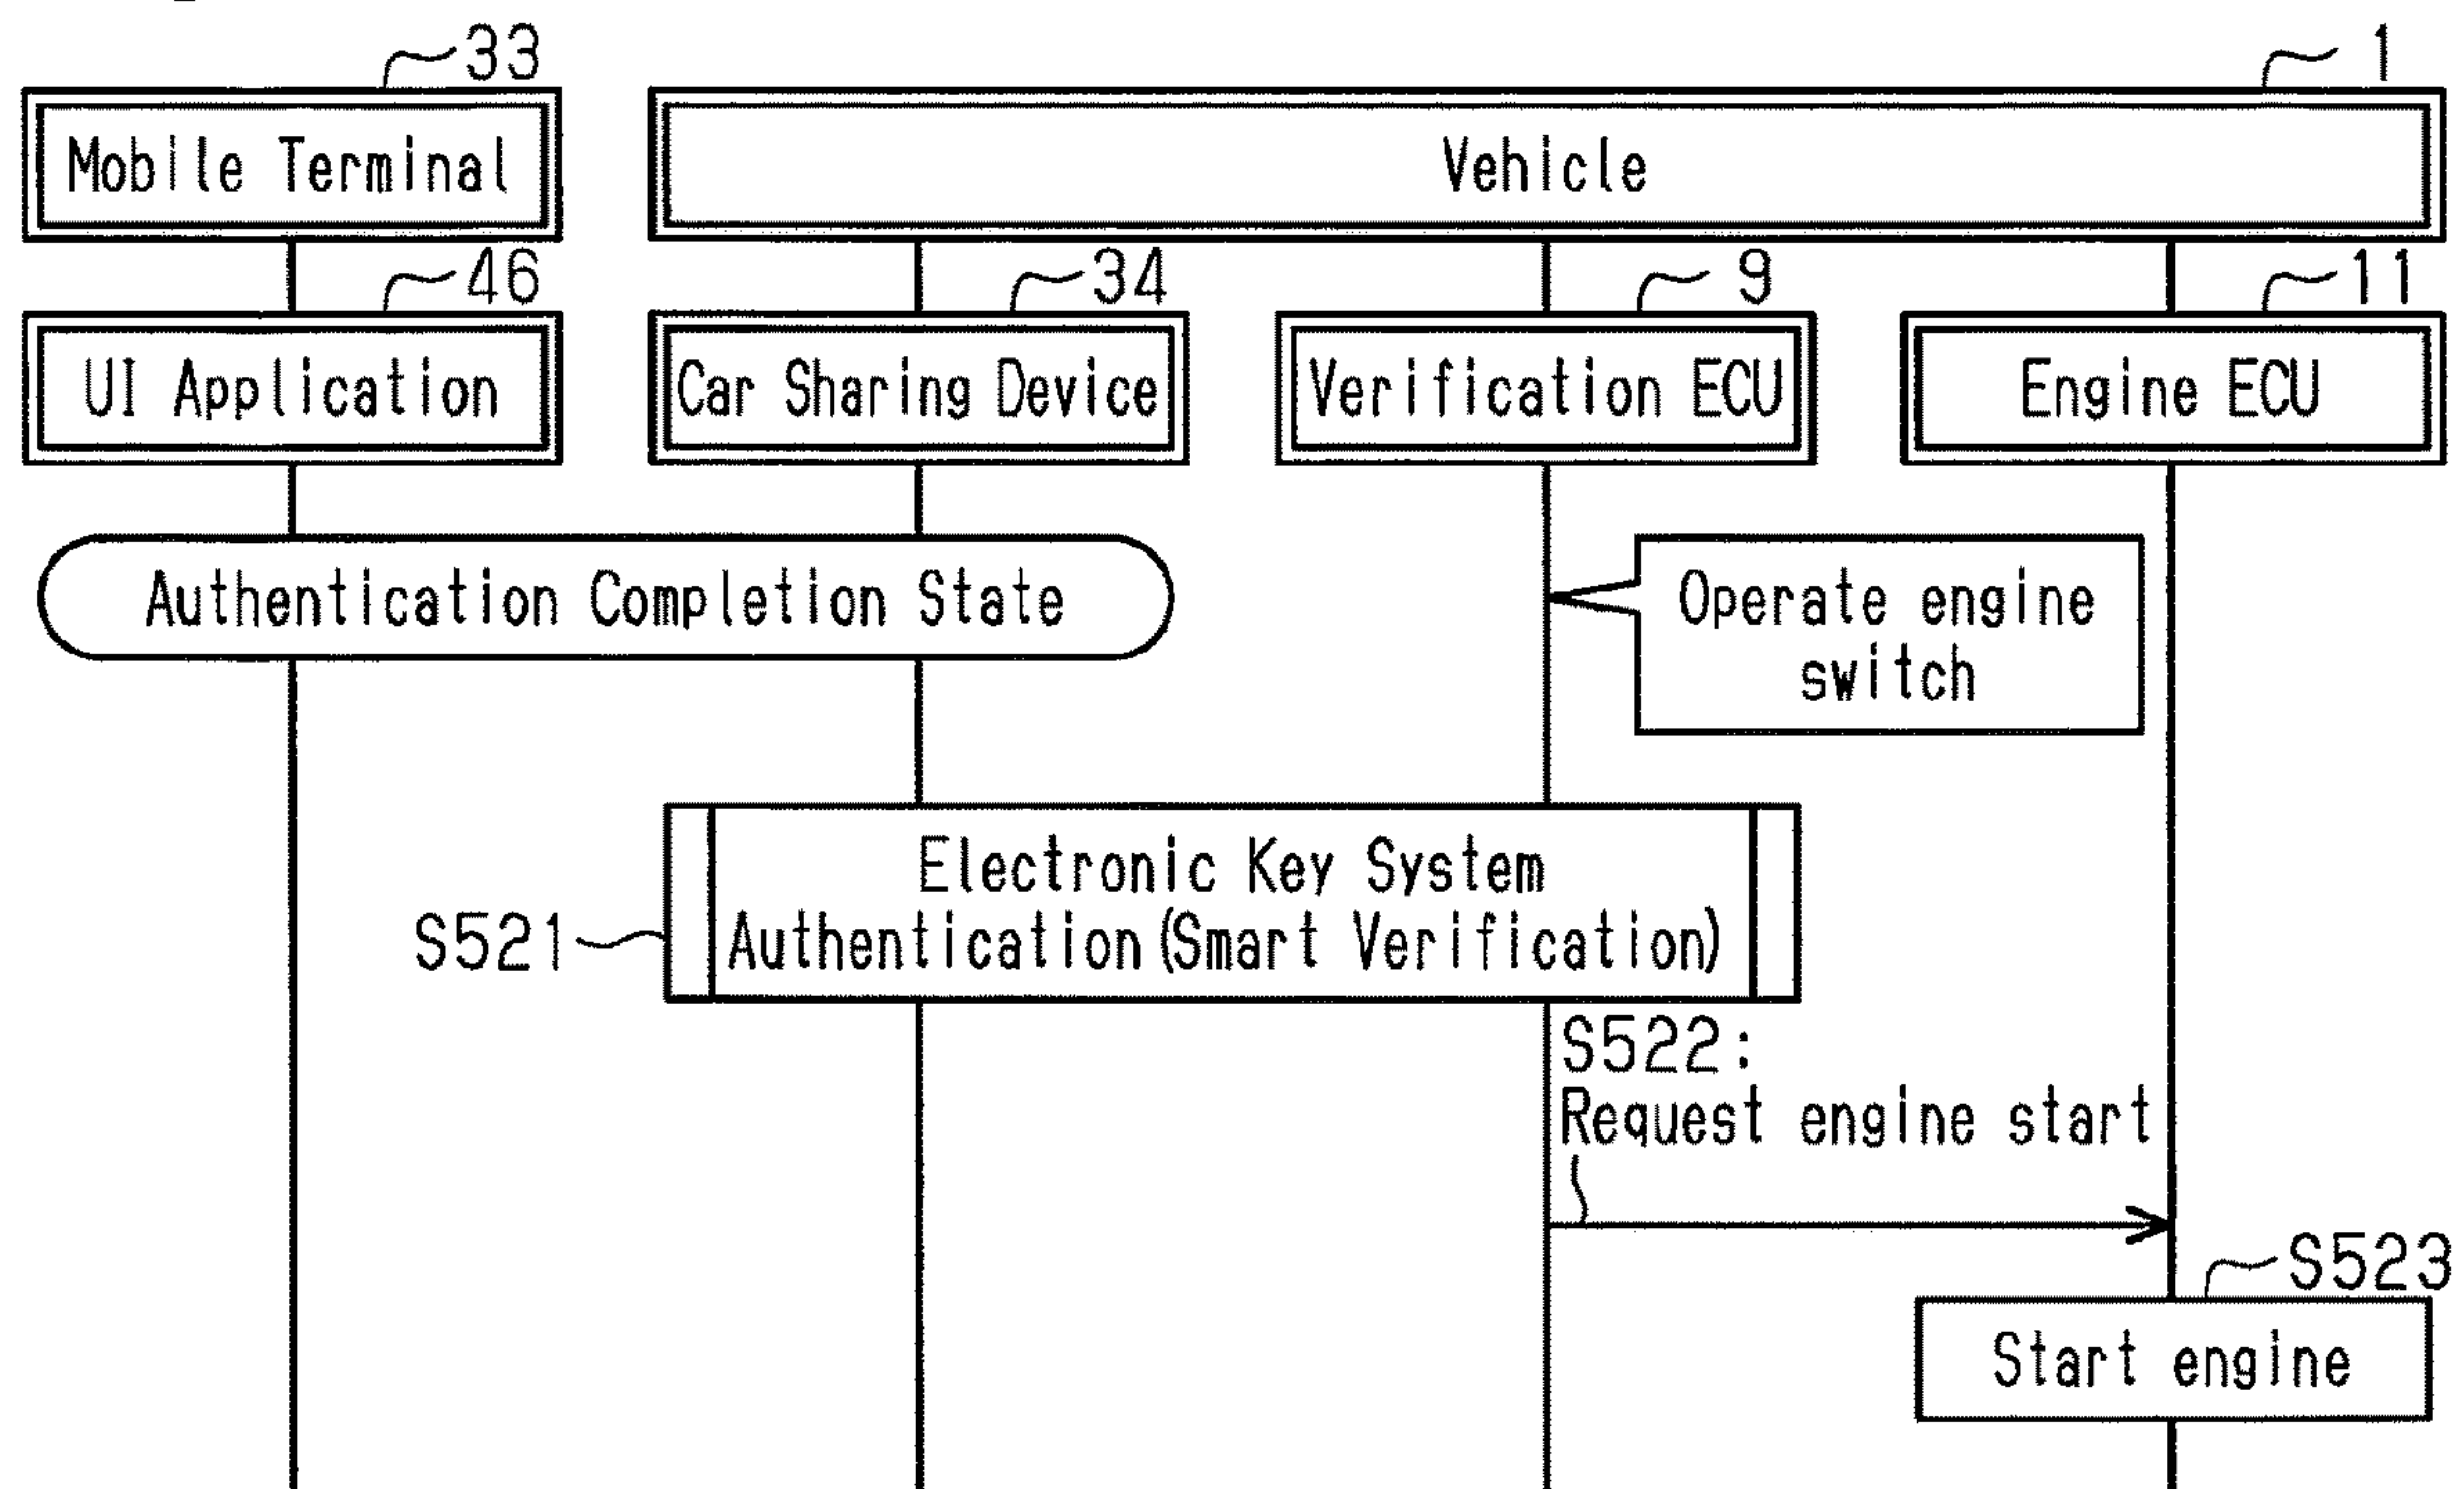 33
1
Mobile Terminal
Vehicle
46
34
9
11
UI Application
Car Sharing Device
Verification ECU
Engine ECU
Authentication Completion State
Operate engine
switch
Electronic Key System
S521
Authentication(Smart Verification)
S522:
Request engine start
S523
Start engine